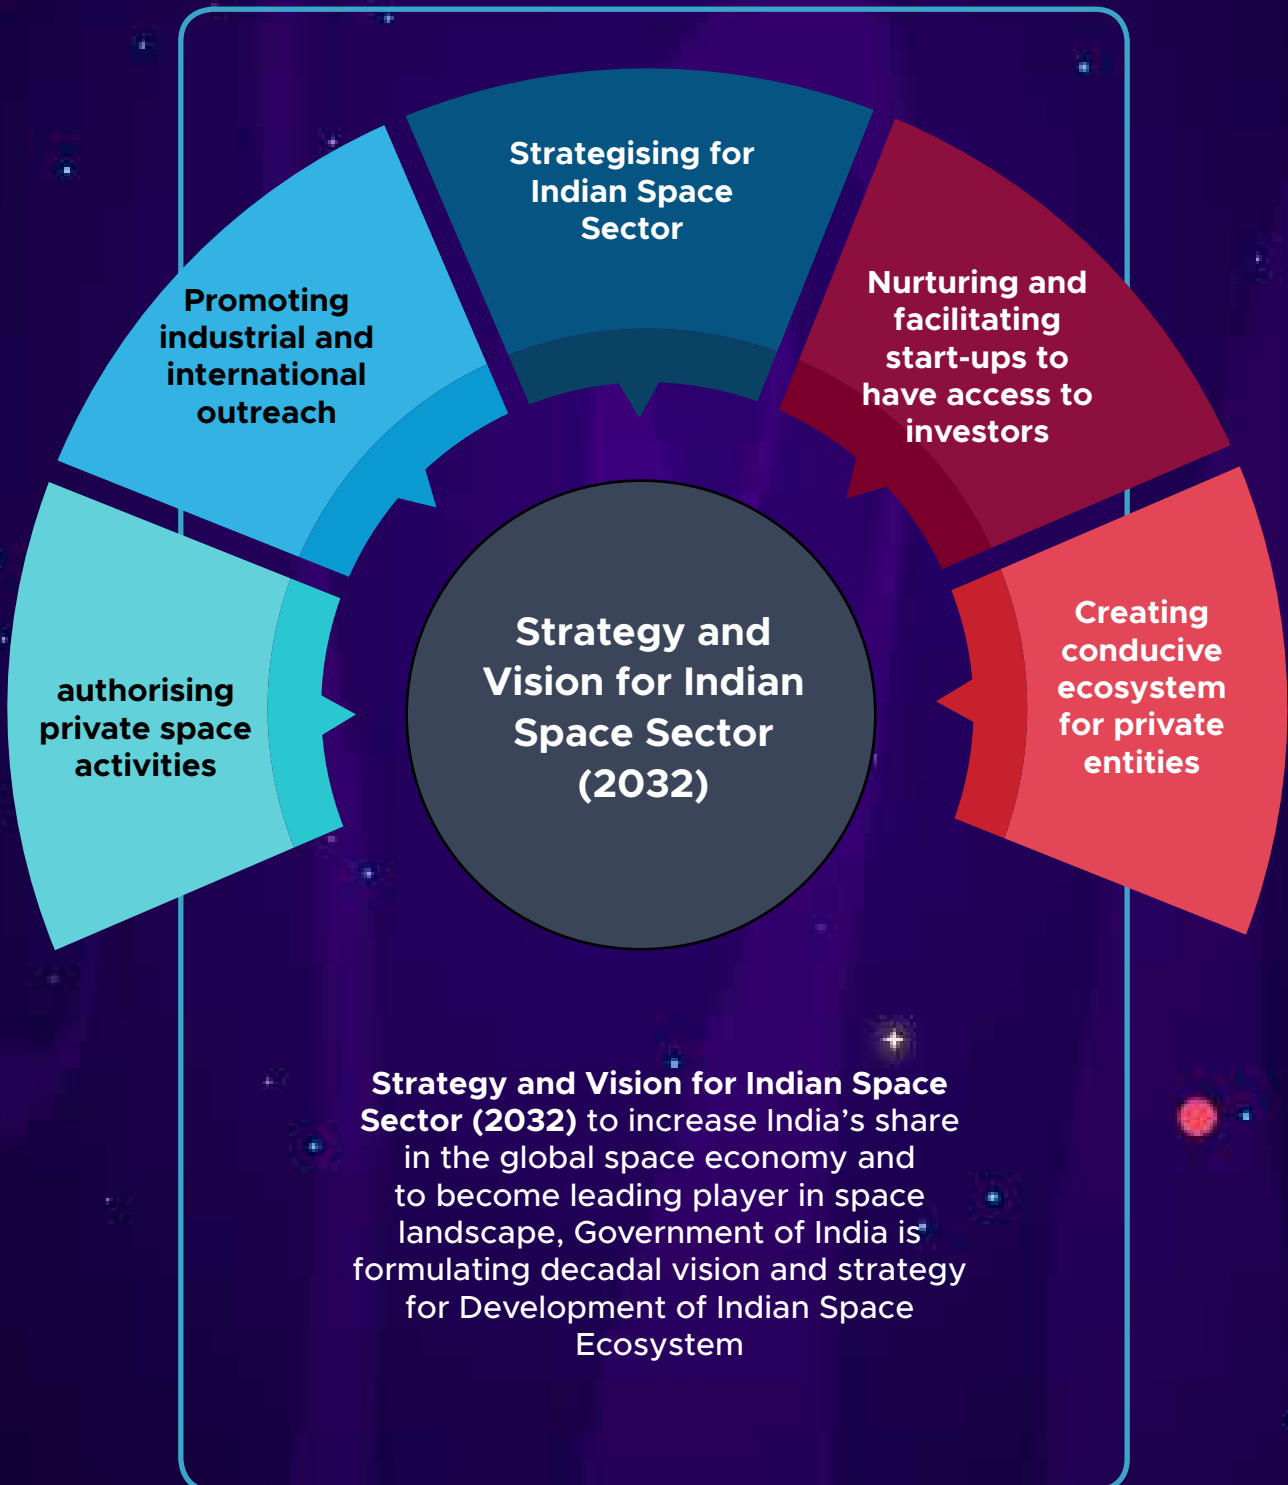 Strategising for
Indian Space
Sector
Promoting
industrial and
international
outreach
Nurturing and
facilitating
start-ups to
have access to
investors
authorising
private space
activities
Creating
conducive
ecosystem
for private
entities
Strategy and
Vision for Indian
Space Sector
(2032)
Strategy and Vision for Indian Space
Sector (2032) to increase India’s share
in the global space economy and
to become leading player in space
landscape, Government of India is
formulating decadal vision and strategy
for Development of Indian Space
Ecosystem